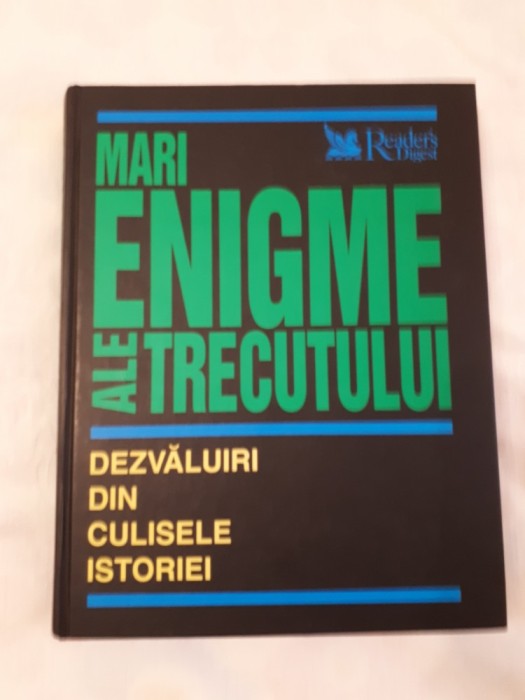 Reader's
Digest
MARI
ENIGME
ALE TRECUTULUI
DEZVĂLUIRI
DIN
CULISELE
ISTORIEI